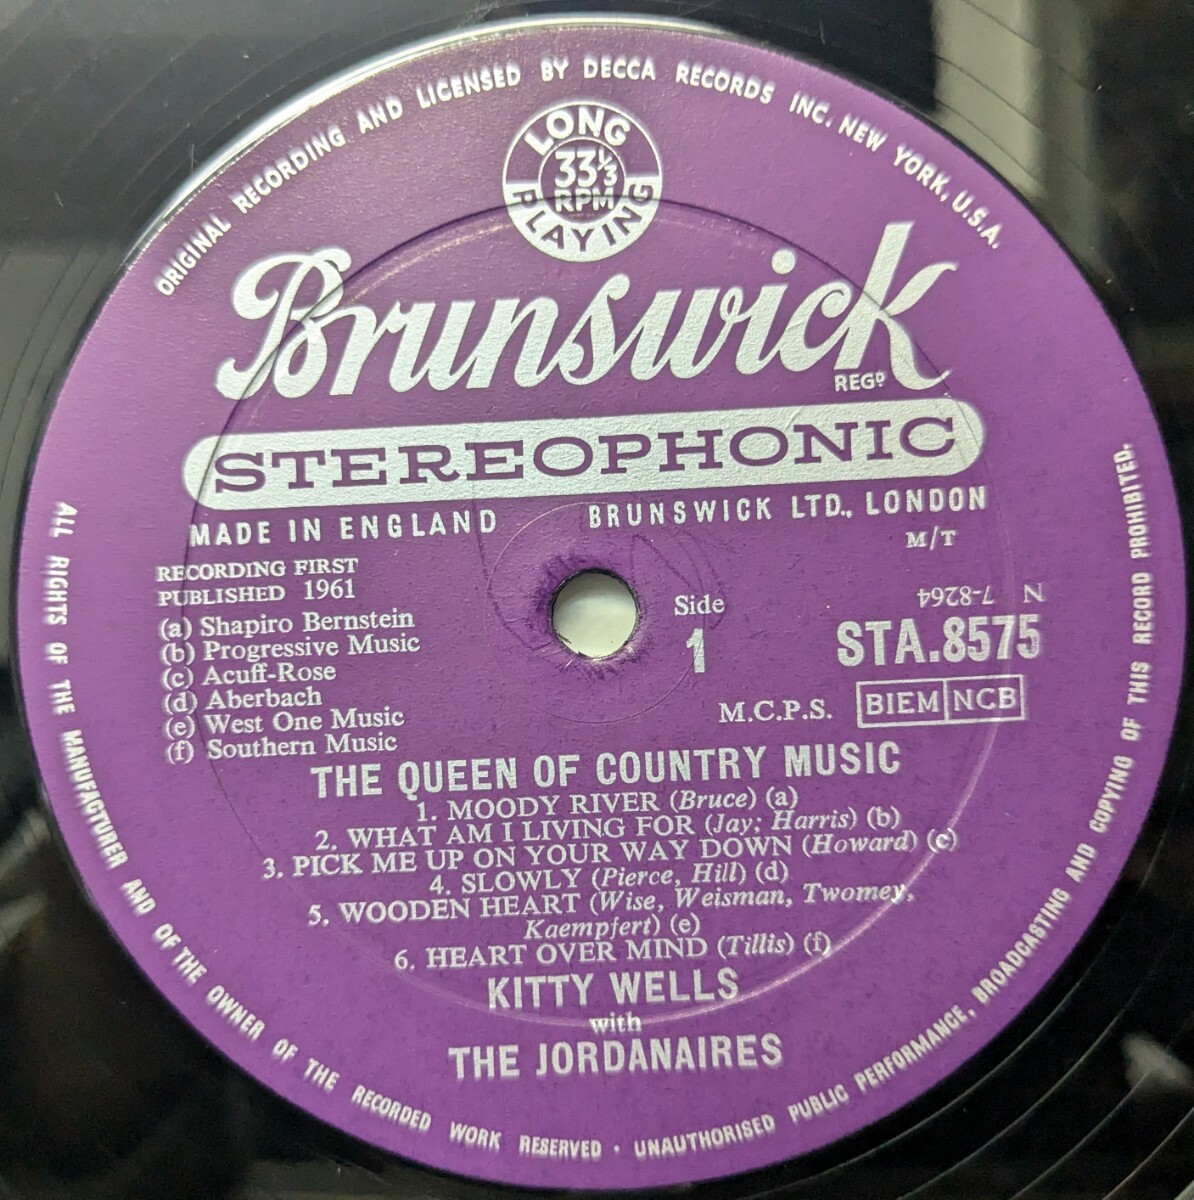 ORIGINAL RECORDING AND LICENSED BY DECCA RECORDS INC. NEW YORK, U.S.A.
LONG
33⅓
RPM
PLAYING
Brunswick
REGD.
STEREOPHONIC
MADE IN ENGLAND BRUNSWICK LTD., LONDON
M/T
RECORDING FIRST
PUBLISHED 1961
(a) Shapiro Bernstein
(b) Progressive Music
(c) Acuff-Rose
(d) Aberbach
(e) West One Music
(f) Southern Music
Side
1
N 7-8264
STA.8575
M.C.P.S. BIEM NCB
THE QUEEN OF COUNTRY MUSIC
1. MOODY RIVER (Bruce) (a)
2. WHAT AM I LIVING FOR (Jay; Harris) (b)
3. PICK ME UP ON YOUR WAY DOWN (Howard) (c)
4. SLOWLY (Pierce, Hill) (d)
5. WOODEN HEART (Wise, Weisman, Twomey,
Kaempfert) (e)
6. HEART OVER MIND (Tillis) (f)
KITTY WELLS
with
THE JORDANAIRES
ALL RIGHTS OF THE MANUFACTURER AND OF THE OWNER OF THE RECORDED WORK RESERVED · UNAUTHORISED PUBLIC PERFORMANCE, BROADCASTING AND COPYING OF THIS RECORD PROHIBITED.